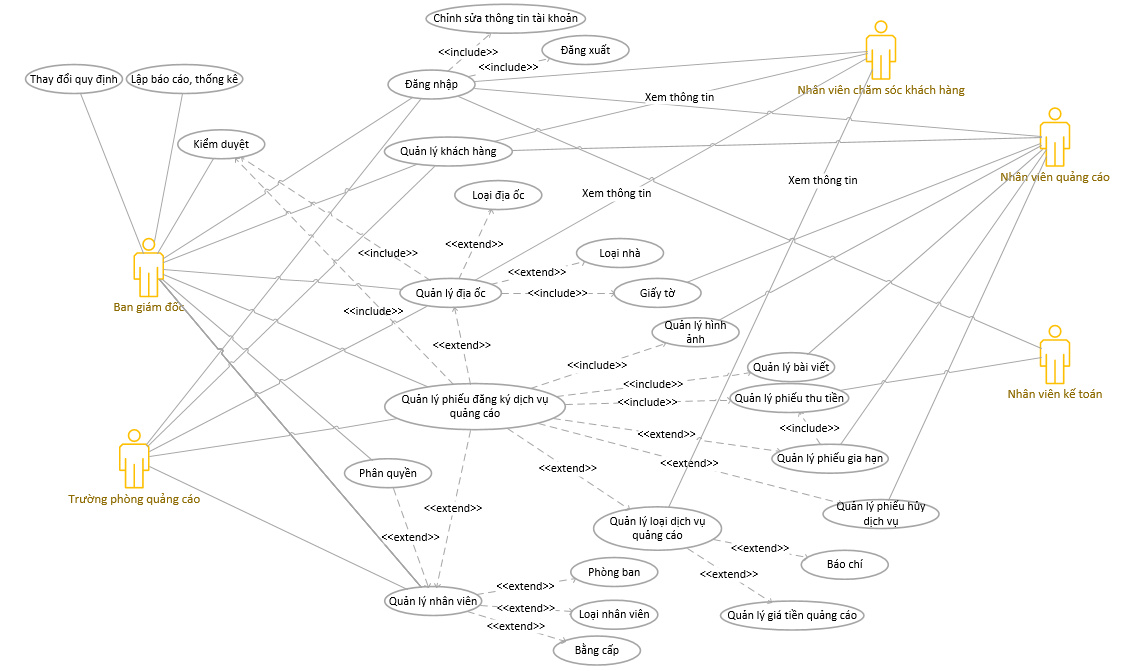 Chỉnh sửa thông tin tài khoản
<<include>>
Đăng xuất
<<include>>
Thay đổi quy định
Lập báo cáo, thống kê
Đăng nhập
Nhân viên chăm sóc khách hàng
Xem thông tin
Kiểm duyệt
Quản lý khách hàng
Nhân viên quảng cáo
Xem thông tin
Xem thông tin
Loại địa ốc
<<extend>>
<<include>>
Loại nhà
<<extend>>
Quản lý địa ốc
<<include>>
Giấy tờ
Ban giám đốc
<<include>>
Quản lý hình
ảnh
<<extend>>
<<include>>
Quản lý bài viết
<<include>>
Quản lý phiếu đăng ký dịch vụ
quảng cáo
<<include>>
Quản lý phiếu thu tiền
Nhân viên kế toán
<<include>>
<<extend>>
Quản lý phiếu gia hạn
<<extend>>
<<extend>>
Phân quyền
Trường phòng quảng cáo
<<extend>>
Quản lý phiếu hủy
dịch vụ
Quản lý loại dịch vụ
quảng cáo
<<extend>>
<<extend>>
Báo chí
<<extend>>
Phòng ban
<<extend>>
Quản lý nhân viên
<<extend>>
Loại nhân viên
Quản lý giá tiền quảng cáo
<<extend>>
Bằng cấp